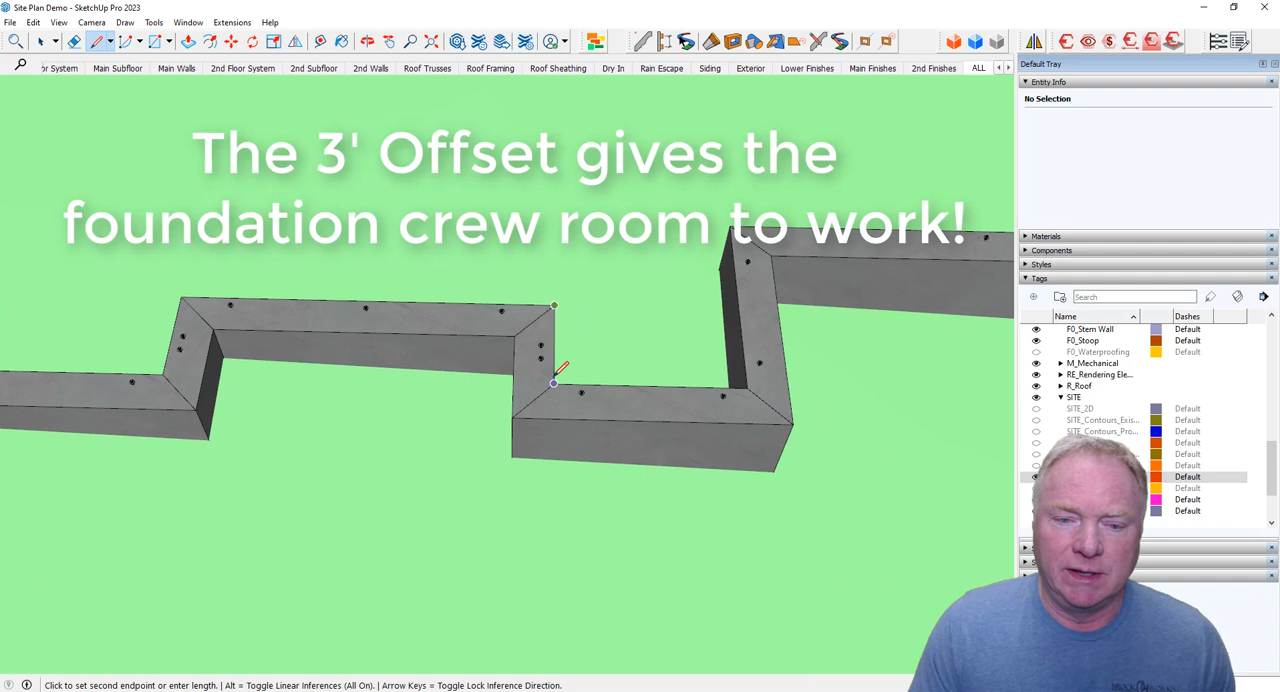 Site Plan Demo - SketchUp Pro 2023
File Edit View Camera Draw Tools Window Extensions Help
or System Main Subfloor Main Walls 2nd Floor System 2nd Subfloor 2nd Walls Roof Trusses Roof Framing Roof Sheathing Dry In Rain Escape Siding Exterior Lower Finishes Main Finishes 2nd Finishes ALL
Default Tray
Entity Info
No Selection
The 3' Offset gives the
foundation crew room to work!
Materials
Components
Styles
Tags
Search
Name Dashes
F0_Stem Wall Default
F0_Stoop Default
F0_Waterproofing Default
M_Mechanical Default
RE_Rendering Ele... Default
R_Roof Default
SITE Default
SITE_2D Default
SITE_Contours_Exis... Default
SITE_Contours_Pro... Default
Default
Default
Default
Default
Default
Default
Default
Click to set second endpoint or enter length. | Alt = Toggle Linear Inferences (All On). | Arrow Keys = Toggle Lock Inference Direction.